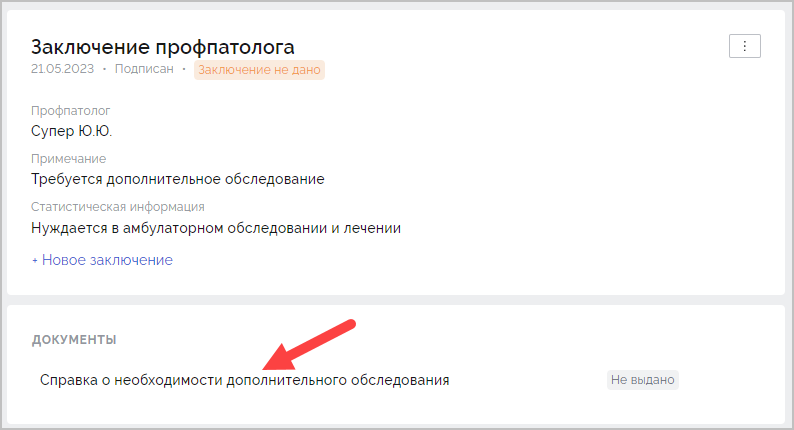 Заключение профпатолога
21.05.2023 • Подписан • Заключение не дано
Профпатолог
Супер Ю.Ю.
Примечание
Требуется дополнительное обследование
Статистическая информация
Нуждается в амбулаторном обследовании и лечении
+ Новое заключение
ДОКУМЕНТЫ
Справка о необходимости дополнительного обследования Не выдано